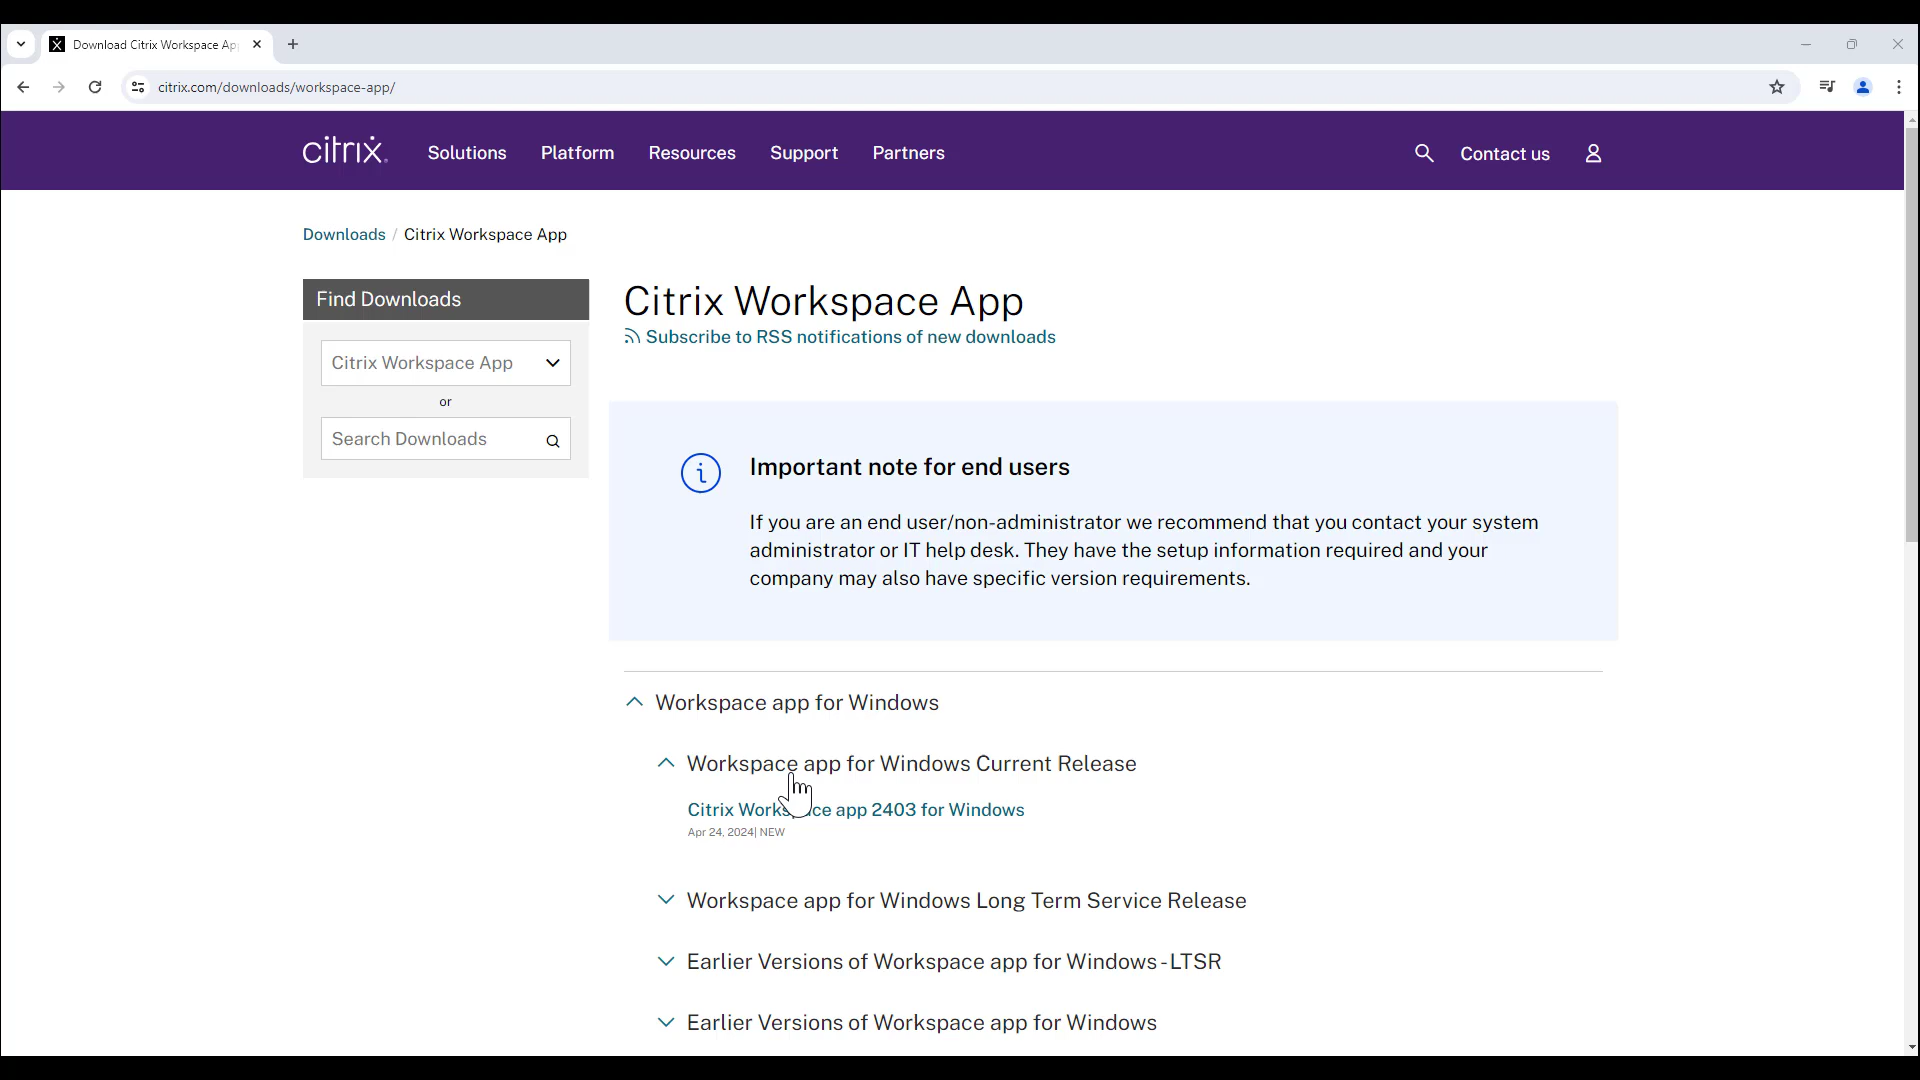 Download Citrix Workspace Ap
citrix.com/downloads/workspace-app/
citrix
Solutions
Platform
Resources
Support
Partners
Contact us
Downloads / Citrix Workspace App
Find Downloads
Citrix Workspace App
or
Search Downloads
Citrix Workspace App
Subscribe to RSS notifications of new downloads
Important note for end users
If you are an end user/non-administrator we recommend that you contact your system
administrator or IT help desk. They have the setup information required and your
company may also have specific version requirements.
Workspace app for Windows
Workspace app for Windows Current Release
Citrix Workspace app 2403 for Windows
Apr 24, 2024| NEW
Workspace app for Windows Long Term Service Release
Earlier Versions of Workspace app for Windows - LTSR
Earlier Versions of Workspace app for Windows